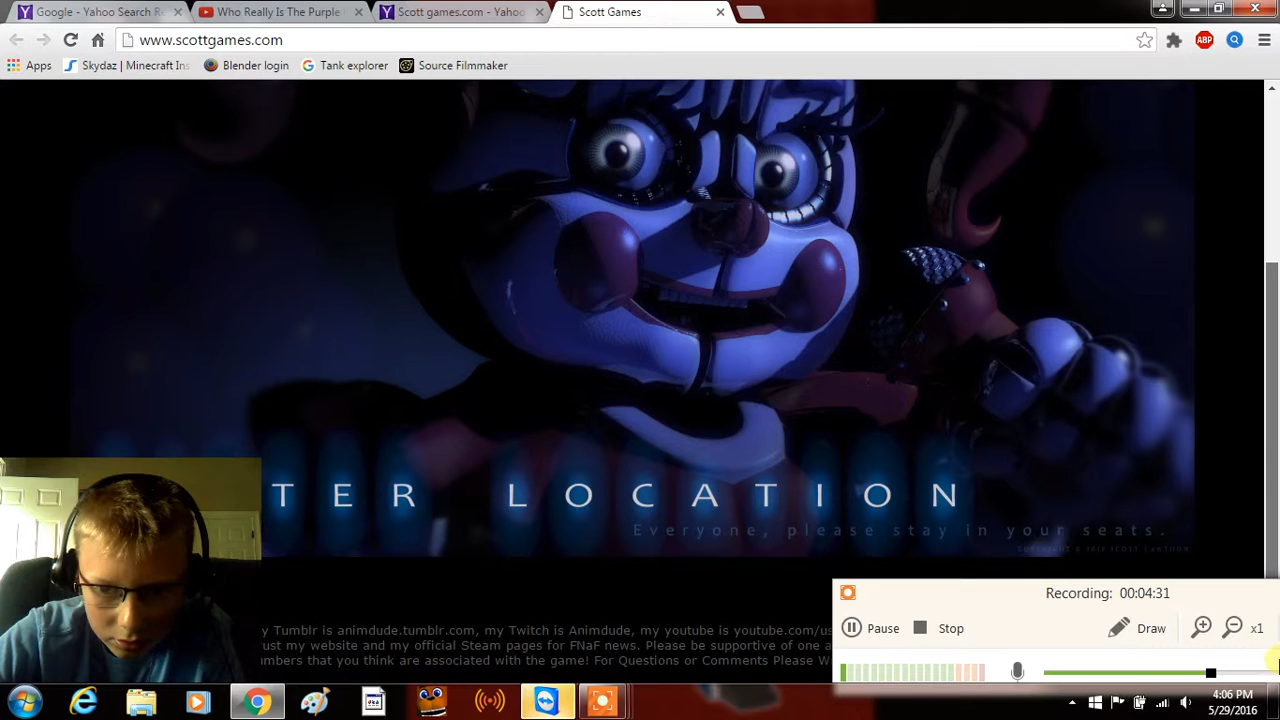 Google - Yahoo Search Re
Who Really Is The Purple
Scott games.com - Yahoo
Scott Games
www.scottgames.com
ABP
Apps
Skydaz | Minecraft Ins
Blender login
Tank explorer
Source Filmmaker
TER LOCATION
Everyone, please stay in your seats.
Recording: 00:04:31
Pause
Stop
Draw
x1
y Tumblr is animdude.tumblr.com, my Twitch is Animdude, my youtube is youtube.com/us
ust my website and my official Steam pages for FNaF news. Please be supportive of one a
umbers that you think are associated with the game! For Questions or Comments Please W
4:06 PM
5/29/2016